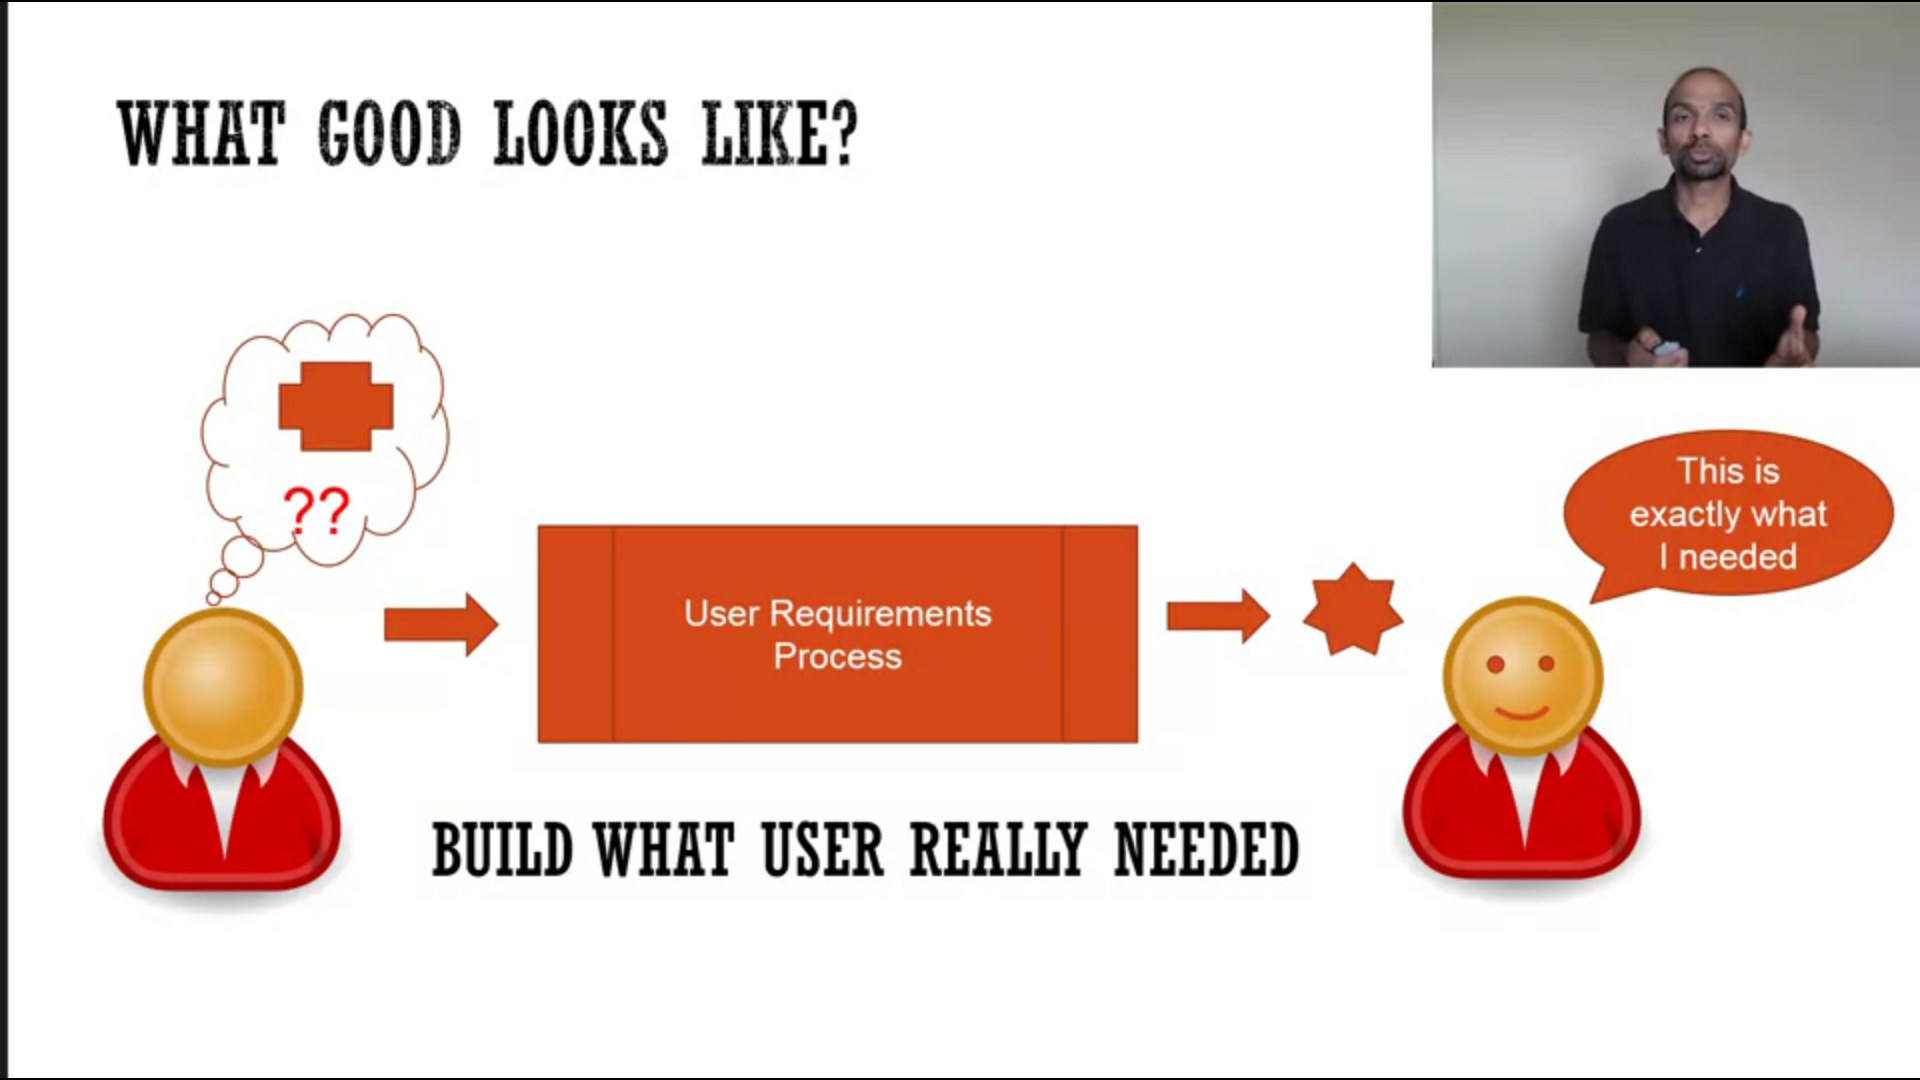 WHAT GOOD LOOKS LIKE?
??
This is
exactly what
I needed
User Requirements
Process
BUILD WHAT USER REALLY NEEDED